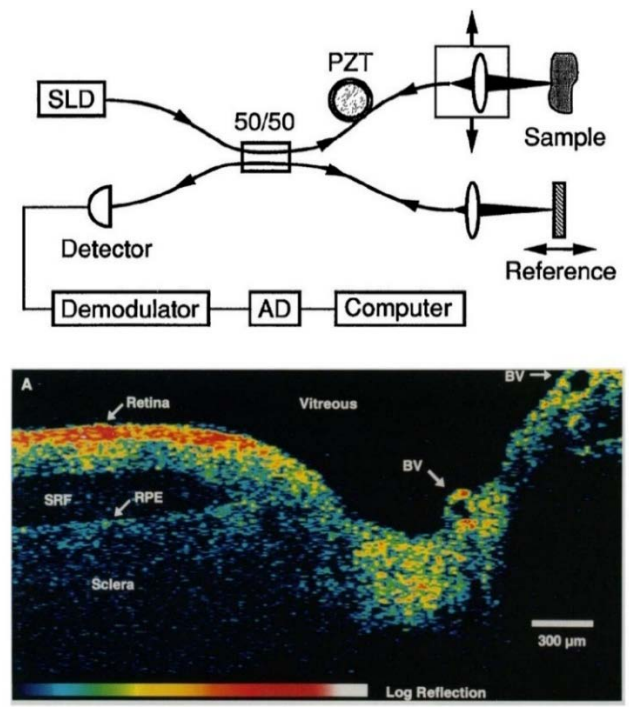 PZT
SLD
50/50
Sample
Detector
Reference
Demodulator
AD
Computer
A
BV
Retina
Vitreous
BV
SRF
RPE
Sclera
300 µm
Log Reflection